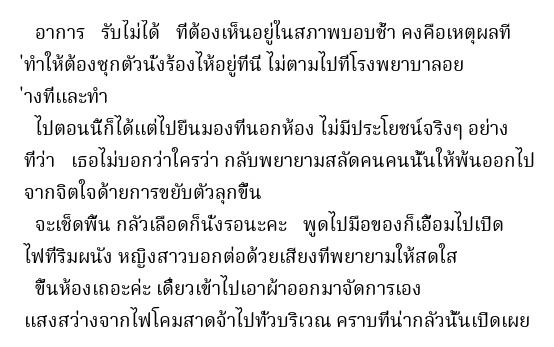 อาการ   รับไม่ได้   ที่ต้องเห็นอยู่ในสภาพบอบช้ำ คงคือเหตุผลที
่ทำให้ต้องซุกตัวนั่งร้องไห้อยู่ที่นี่ ไม่ตามไปที่โรงพยาบาลอย
่างที่และทำ
ไปตอนนี้ก็ได้แต่ไปยืนมองที่นอกห้อง ไม่มีประโยชน์จริงๆ อย่าง
ที่ว่า   เธอไม่บอกว่าใครว่า กลับพยายามสลัดคนคนนั้นให้พ้นออกไป
จากจิตใจด้วยการขยับตัวลุกขึ้น
จะเช็ดพื้น กลัวเลือดก็นั่งรอนะคะ   พูดไปมือของก็เอื้อมไปเปิด
ไฟที่ริมผนัง หญิงสาวบอกต่อด้วยเสียงที่พยายามให้สดใส
ขึ้นห้องเถอะค่ะ เดี๋ยวเข้าไปเอาผ้าออกมาจัดการเอง
แสงสว่างจากไฟโคมสาดจ้าไปทั่วบริเวณ คราบที่น่ากลัวนั้นเปิดเผย